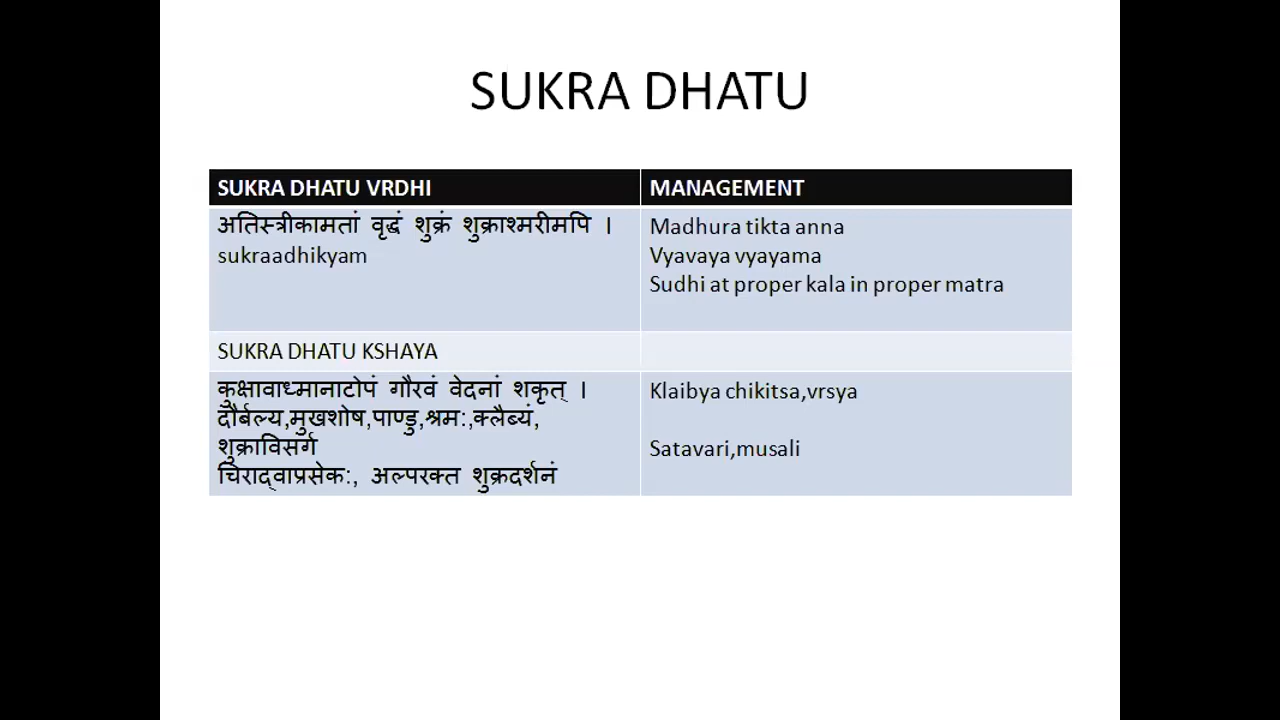 SUKRA DHATU
SUKRA DHATU VRDHI
MANAGEMENT
अतिस्त्रीकामतां वृद्धं शुक्रं शुक्राश्मरीमपि ।
sukraadhikyam
Madhura tikta anna
Vyavaya vyayama
Sudhi at proper kala in proper matra
SUKRA DHATU KSHAYA
कुक्षावाध्मानाटोपं गौरवं वेदनां शकृत् ।
दौर्बल्य,मुखशोष,पाण्डु,श्रमः,क्लैब्यं,
शुक्राविसर्ग
चिराद्वाप्रसेकः, अल्परक्त शुक्रदर्शनं
Klaibya chikitsa,vrsya
Satavari,musali